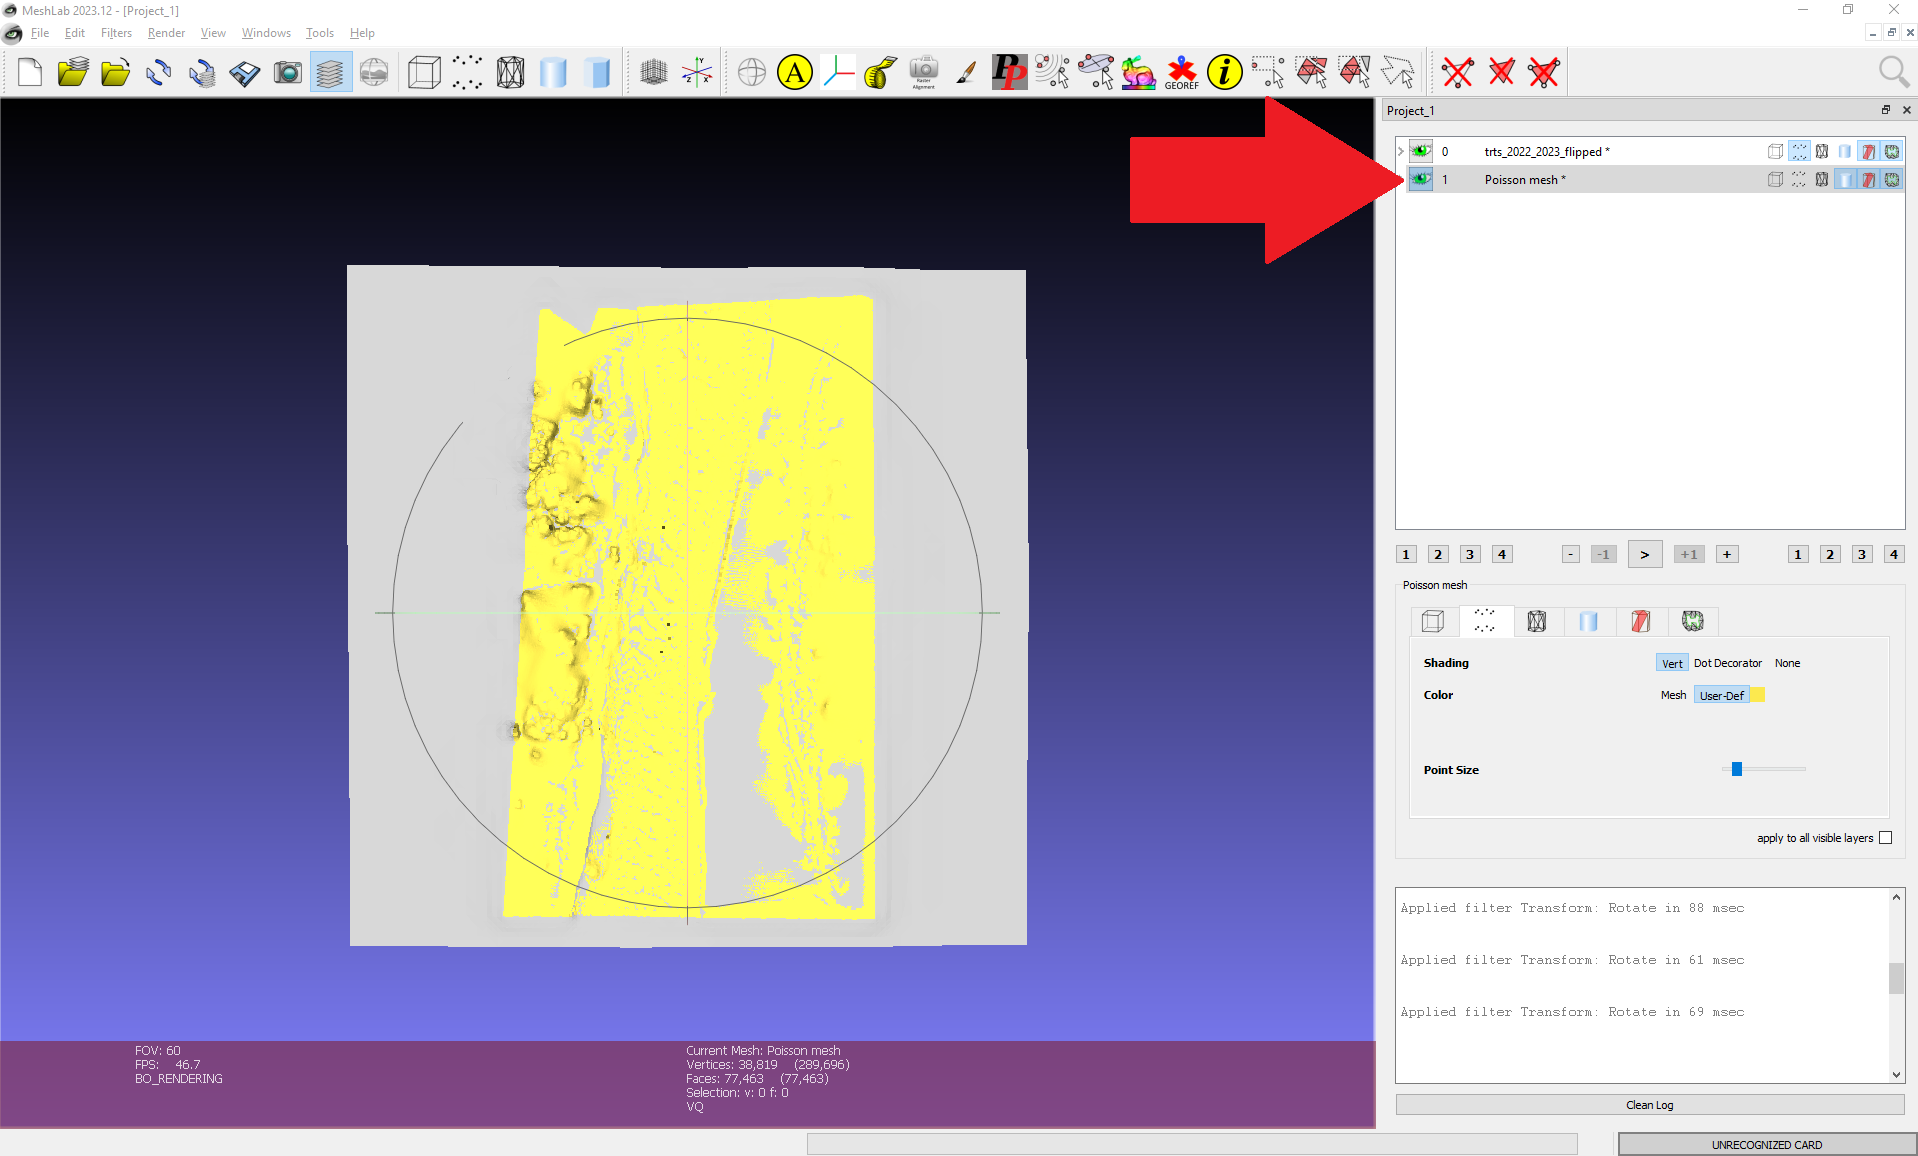 MeshLab 2023.12 - [Project_1]
File Edit Filters Render View Windows Tools Help
A
Raster Alignment
PP
GEOREF
i
X Y Z
Project_1
0 trts_2022_2023_flipped *
1 Poisson mesh *
1 2 3 4 - -1 > +1 + 1 2 3 4
Poisson mesh
Shading Vert Dot Decorator None
Color Mesh User-Def
Point Size
apply to all visible layers
Applied filter Transform: Rotate in 88 msec
Applied filter Transform: Rotate in 61 msec
Applied filter Transform: Rotate in 69 msec
Clean Log
FOV: 60
FPS: 46.7
BO_RENDERING
Current Mesh: Poisson mesh
Vertices: 38,819 (289,696)
Faces: 77,463 (77,463)
Selection: v: 0 f: 0
VQ
UNRECOGNIZED CARD